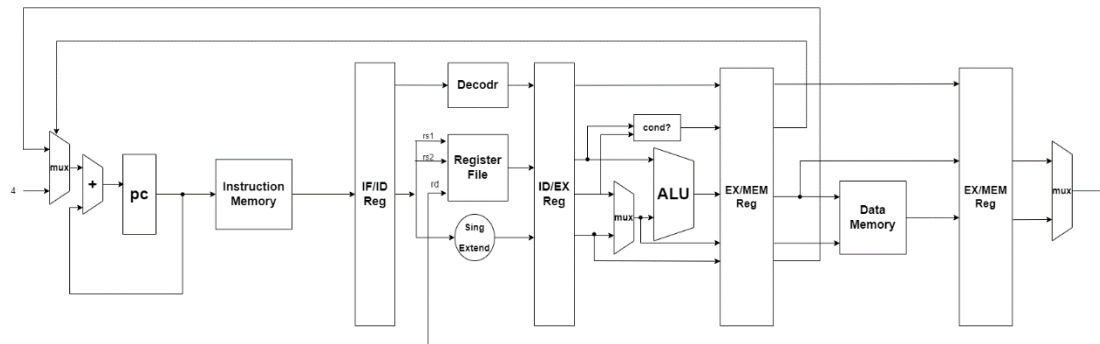 4
mux
+
pc
Instruction
Memory
IF/ID
Reg
Decodr
rs1
rs2
rd
Register
File
Sing
Extend
ID/EX
Reg
cond?
mux
ALU
EX/MEM
Reg
Data
Memory
EX/MEM
Reg
mux